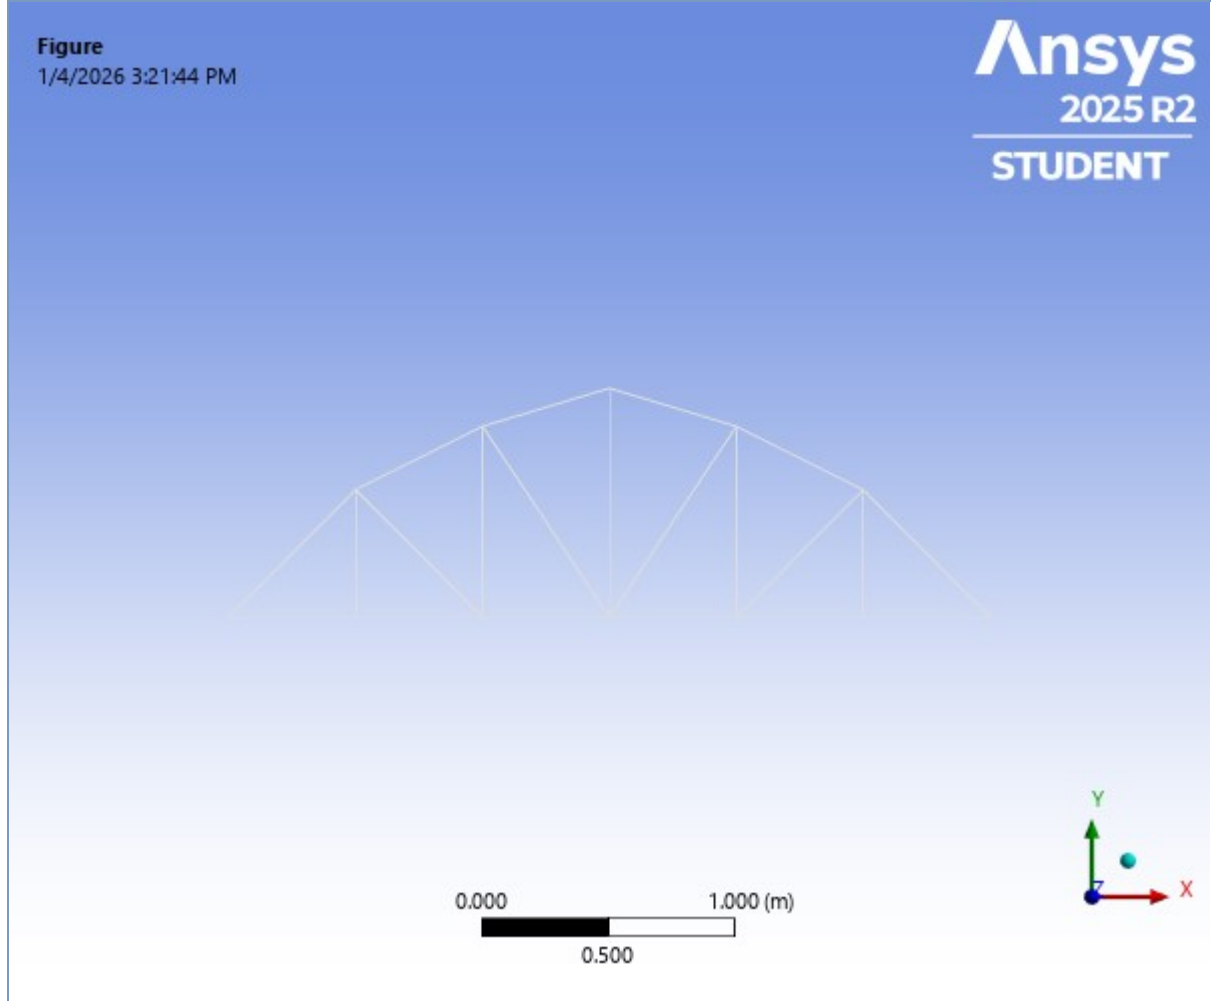 Figure
1/4/2026 3:21:44 PM
Ansys
2025 R2
STUDENT
Y
Z
X
0.000 1.000 (m)
0.500